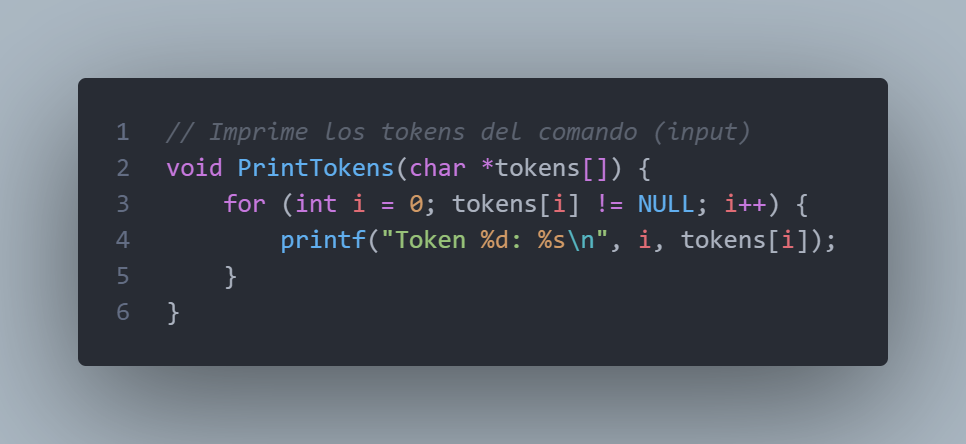 1 // Imprime los tokens del comando (input)
2 void PrintTokens(char *tokens[]) {
3     for (int i = 0; tokens[i] != NULL; i++) {
4         printf("Token %d: %s\n", i, tokens[i]);
5     }
6 }